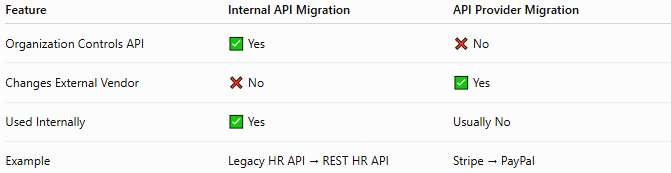 Feature Internal API Migration API Provider Migration
Organization Controls API ✅ Yes ❌ No
Changes External Vendor ❌ No ✅ Yes
Used Internally ✅ Yes Usually No
Example Legacy HR API → REST HR API Stripe → PayPal